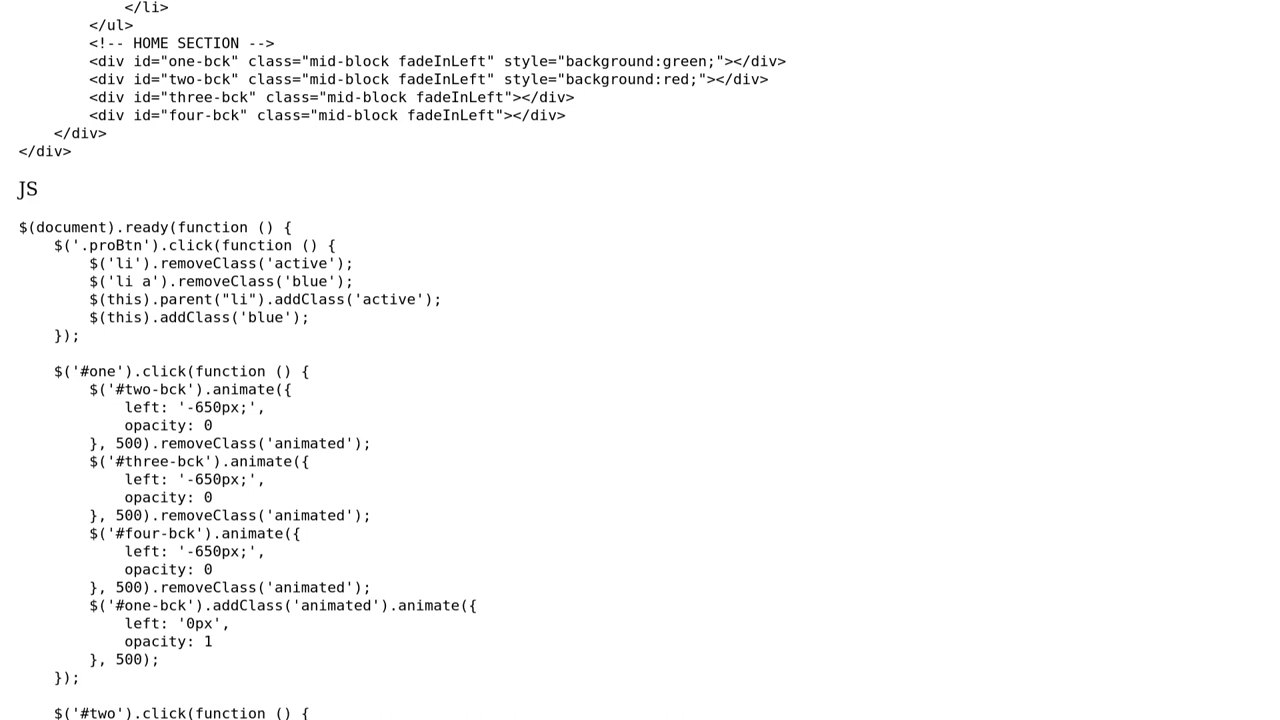 </li>
        </ul>
        <!-- HOME SECTION -->
        <div id="one-bck" class="mid-block fadeInLeft" style="background:green;"></div>
        <div id="two-bck" class="mid-block fadeInLeft" style="background:red;"></div>
        <div id="three-bck" class="mid-block fadeInLeft"></div>
        <div id="four-bck" class="mid-block fadeInLeft"></div>
    </div>
</div>
JS
$(document).ready(function () {
    $('.proBtn').click(function () {
        $('li').removeClass('active');
        $('li a').removeClass('blue');
        $(this).parent("li").addClass('active');
        $(this).addClass('blue');
    });
    $('#one').click(function () {
        $('#two-bck').animate({
            left: '-650px;',
            opacity: 0
        }, 500).removeClass('animated');
        $('#three-bck').animate({
            left: '-650px;',
            opacity: 0
        }, 500).removeClass('animated');
        $('#four-bck').animate({
            left: '-650px;',
            opacity: 0
        }, 500).removeClass('animated');
        $('#one-bck').addClass('animated').animate({
            left: '0px',
            opacity: 1
        }, 500);
    });
    $('#two').click(function () {